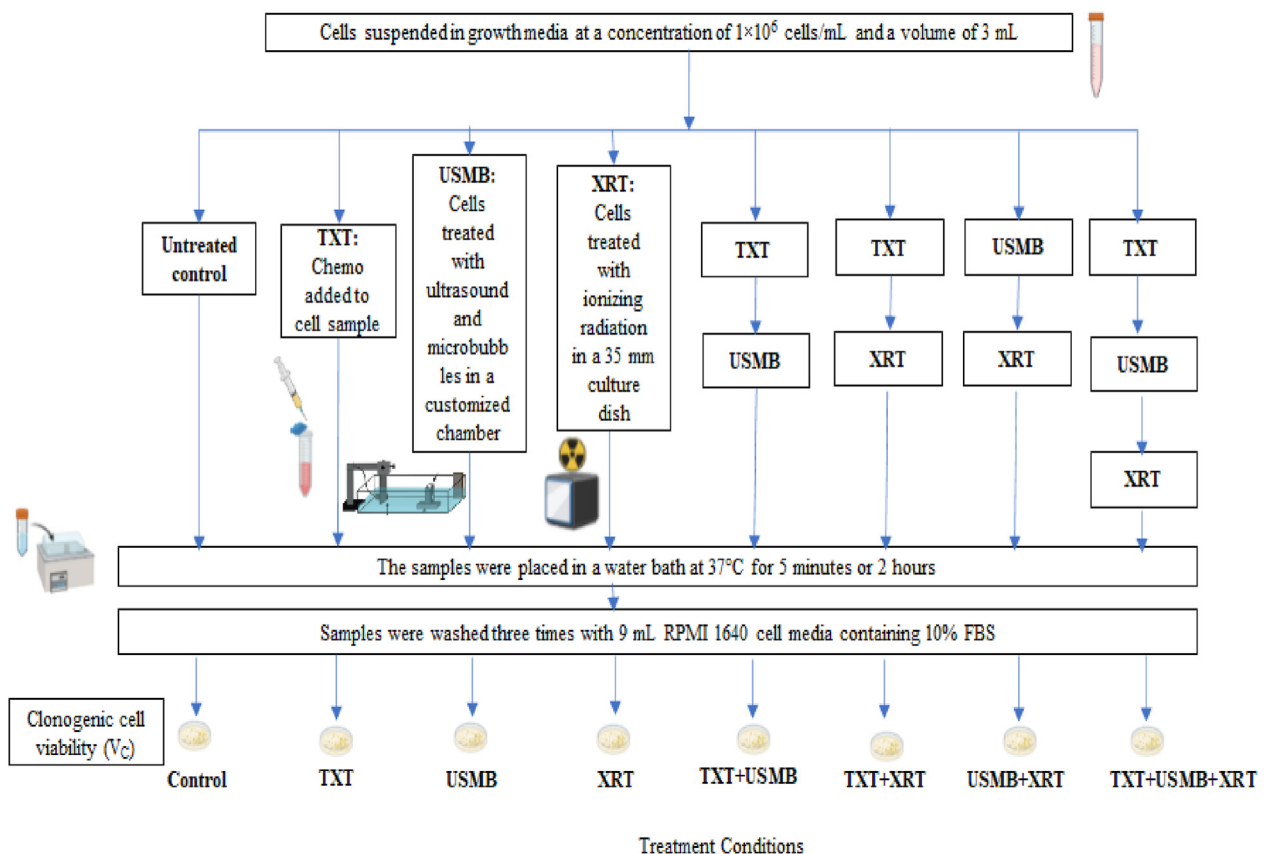 Cells suspended in growth media at a concentration of 1×10⁶ cells/mL and a volume of 3 mL
Untreated
control
TXT:
Chemo
added to
cell sample
USMB:
Cells
treated
with
ultrasound
and
microbubb
les in a
customized
chamber
XRT:
Cells
treated
with
ionizing
radiation
in a 35 mm
culture
dish
TXT
USMB
TXT
XRT
USMB
XRT
TXT
USMB
XRT
The samples were placed in a water bath at 37°C for 5 minutes or 2 hours
Samples were washed three times with 9 mL RPMI 1640 cell media containing 10% FBS
Clonogenic cell
viability (V_C)
Control
TXT
USMB
XRT
TXT+USMB
TXT+XRT
USMB+XRT
TXT+USMB+XRT
Treatment Conditions